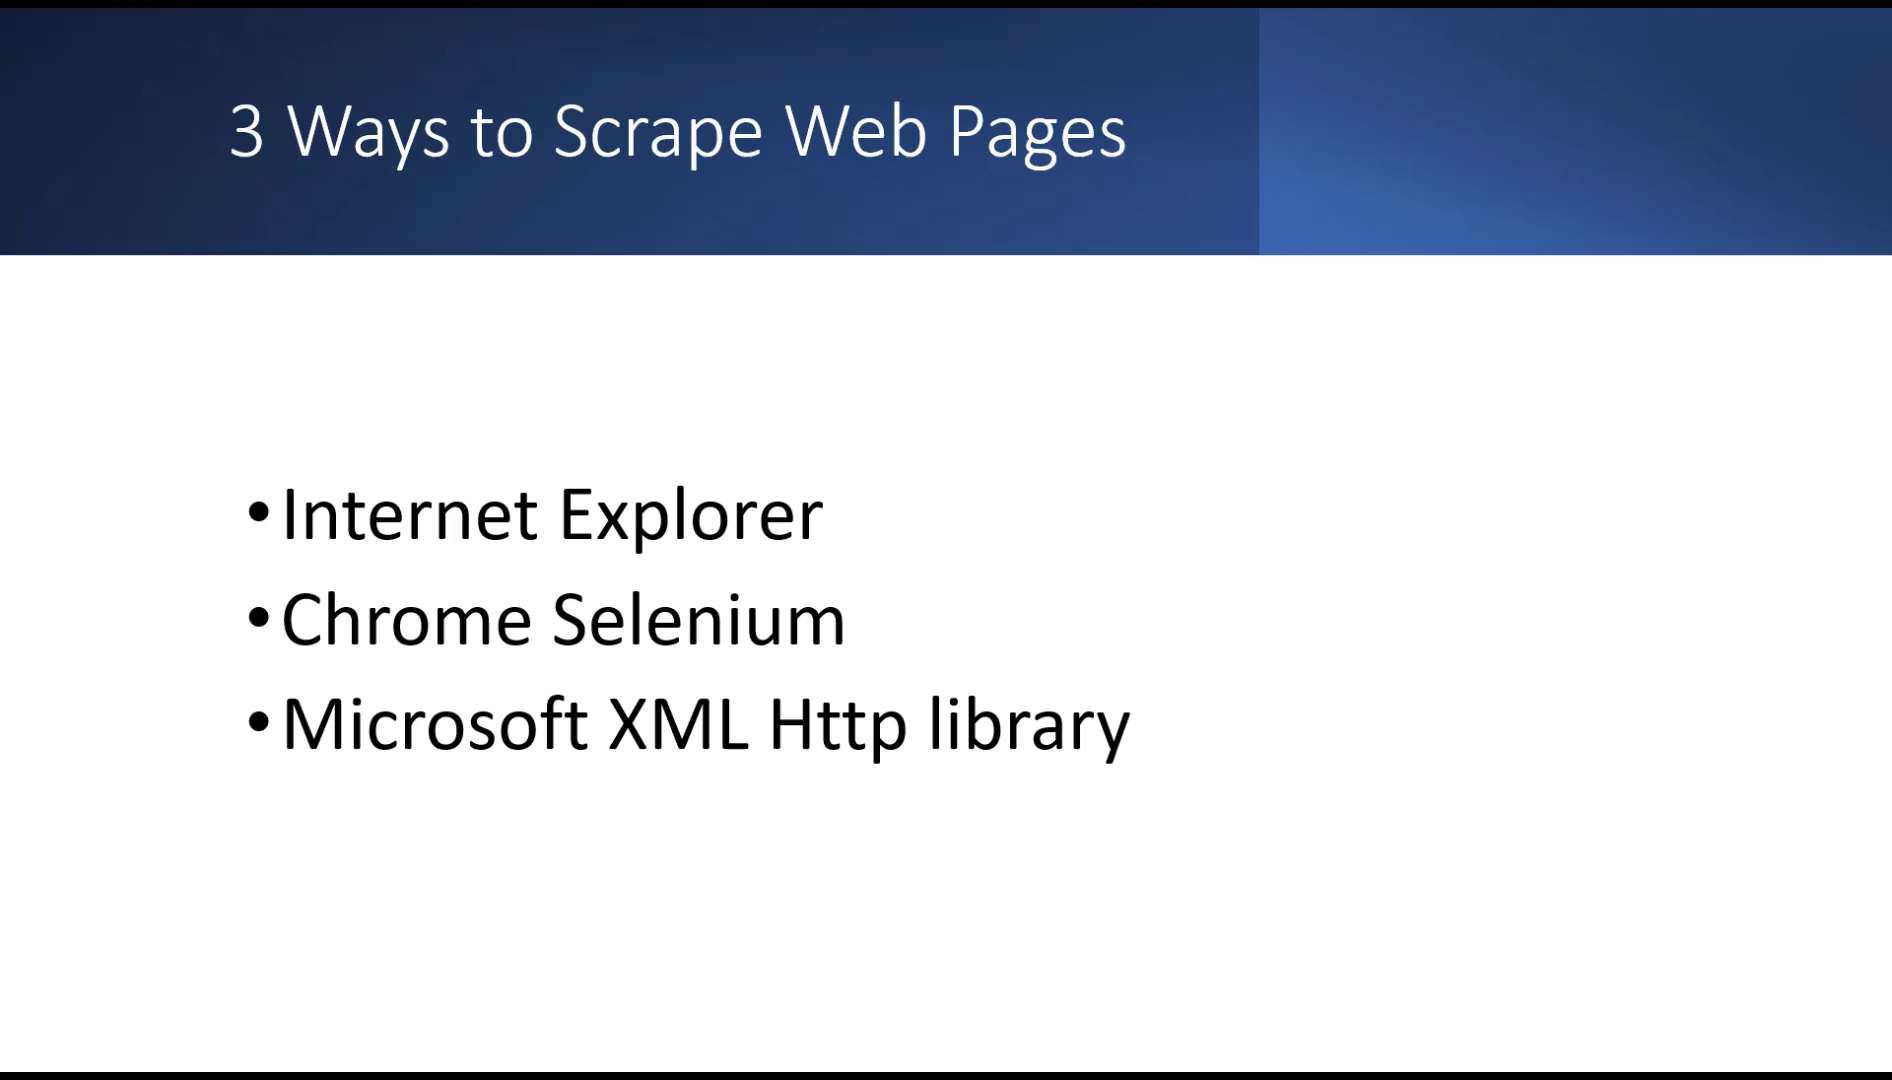 3 Ways to Scrape Web Pages
•Internet Explorer
•Chrome Selenium
•Microsoft XML Http library